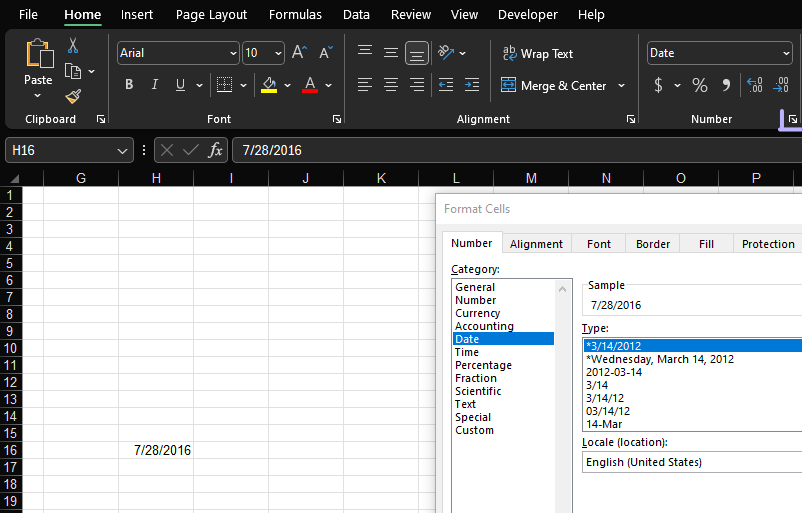 File Home Insert Page Layout Formulas Data Review View Developer Help
Paste
Arial 10 A A
B I U A
ab Wrap Text
Merge & Center
Date
$ % 9 .00 .00
Clipboard Font Alignment Number
H16 fx 7/28/2016
G H I J K L M N O P
1
2
3
4
5
6
7
8
9
10
11
12
13
14
15
16 7/28/2016
17
18
19
Format Cells
Number Alignment Font Border Fill Protection
Category:
General
Number
Currency
Accounting
Date
Time
Percentage
Fraction
Scientific
Text
Special
Custom
Sample
7/28/2016
Type:
*3/14/2012
*Wednesday, March 14, 2012
2012-03-14
3/14
3/14/12
03/14/12
14-Mar
Locale (location):
English (United States)